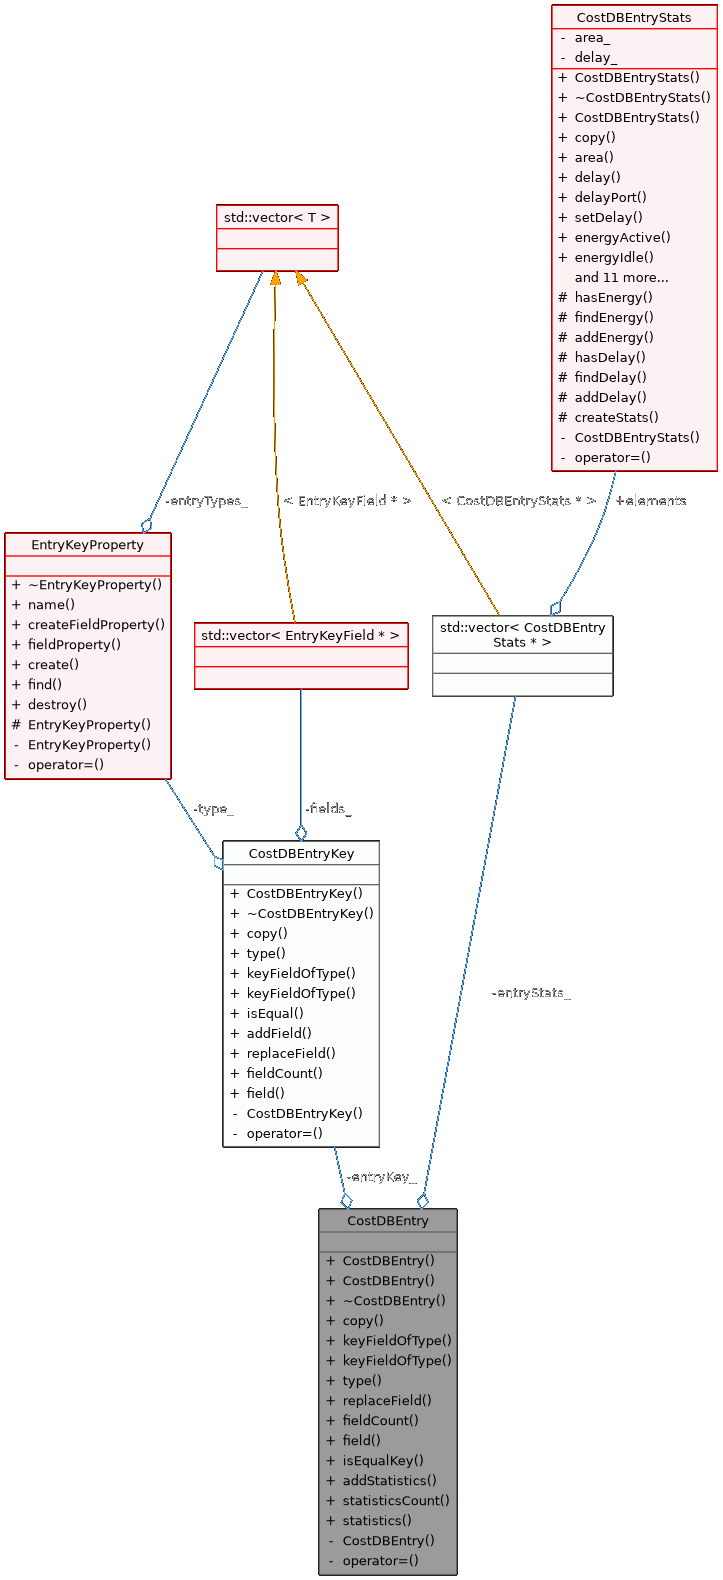 CostDBEntryStats
- area_
- delay_
+ CostDBEntryStats()
+ ~CostDBEntryStats()
+ CostDBEntryStats()
+ copy()
+ area()
+ delay()
+ delayPort()
+ setDelay()
+ energyActive()
+ energyIdle()
and 11 more...
# hasEnergy()
# findEnergy()
# addEnergy()
# hasDelay()
# findDelay()
# addDelay()
# createStats()
- CostDBEntryStats()
- operator=()
std::vector< T >
-entryTypes_
< EntryKeyField * >
< CostDBEntryStats * >
+elements
EntryKeyProperty
+ ~EntryKeyProperty()
+ name()
+ createFieldProperty()
+ fieldProperty()
+ create()
+ find()
+ destroy()
# EntryKeyProperty()
- EntryKeyProperty()
- operator=()
std::vector< EntryKeyField * >
std::vector< CostDBEntry
Stats * >
-type_
-fields_
CostDBEntryKey
+ CostDBEntryKey()
+ ~CostDBEntryKey()
+ copy()
+ type()
+ keyFieldOfType()
+ keyFieldOfType()
+ isEqual()
+ addField()
+ replaceField()
+ fieldCount()
+ field()
- CostDBEntryKey()
- operator=()
-entryStats_
-entryKey_
CostDBEntry
+ CostDBEntry()
+ CostDBEntry()
+ ~CostDBEntry()
+ copy()
+ keyFieldOfType()
+ keyFieldOfType()
+ type()
+ replaceField()
+ fieldCount()
+ field()
+ isEqualKey()
+ addStatistics()
+ statisticsCount()
+ statistics()
- CostDBEntry()
- operator=()